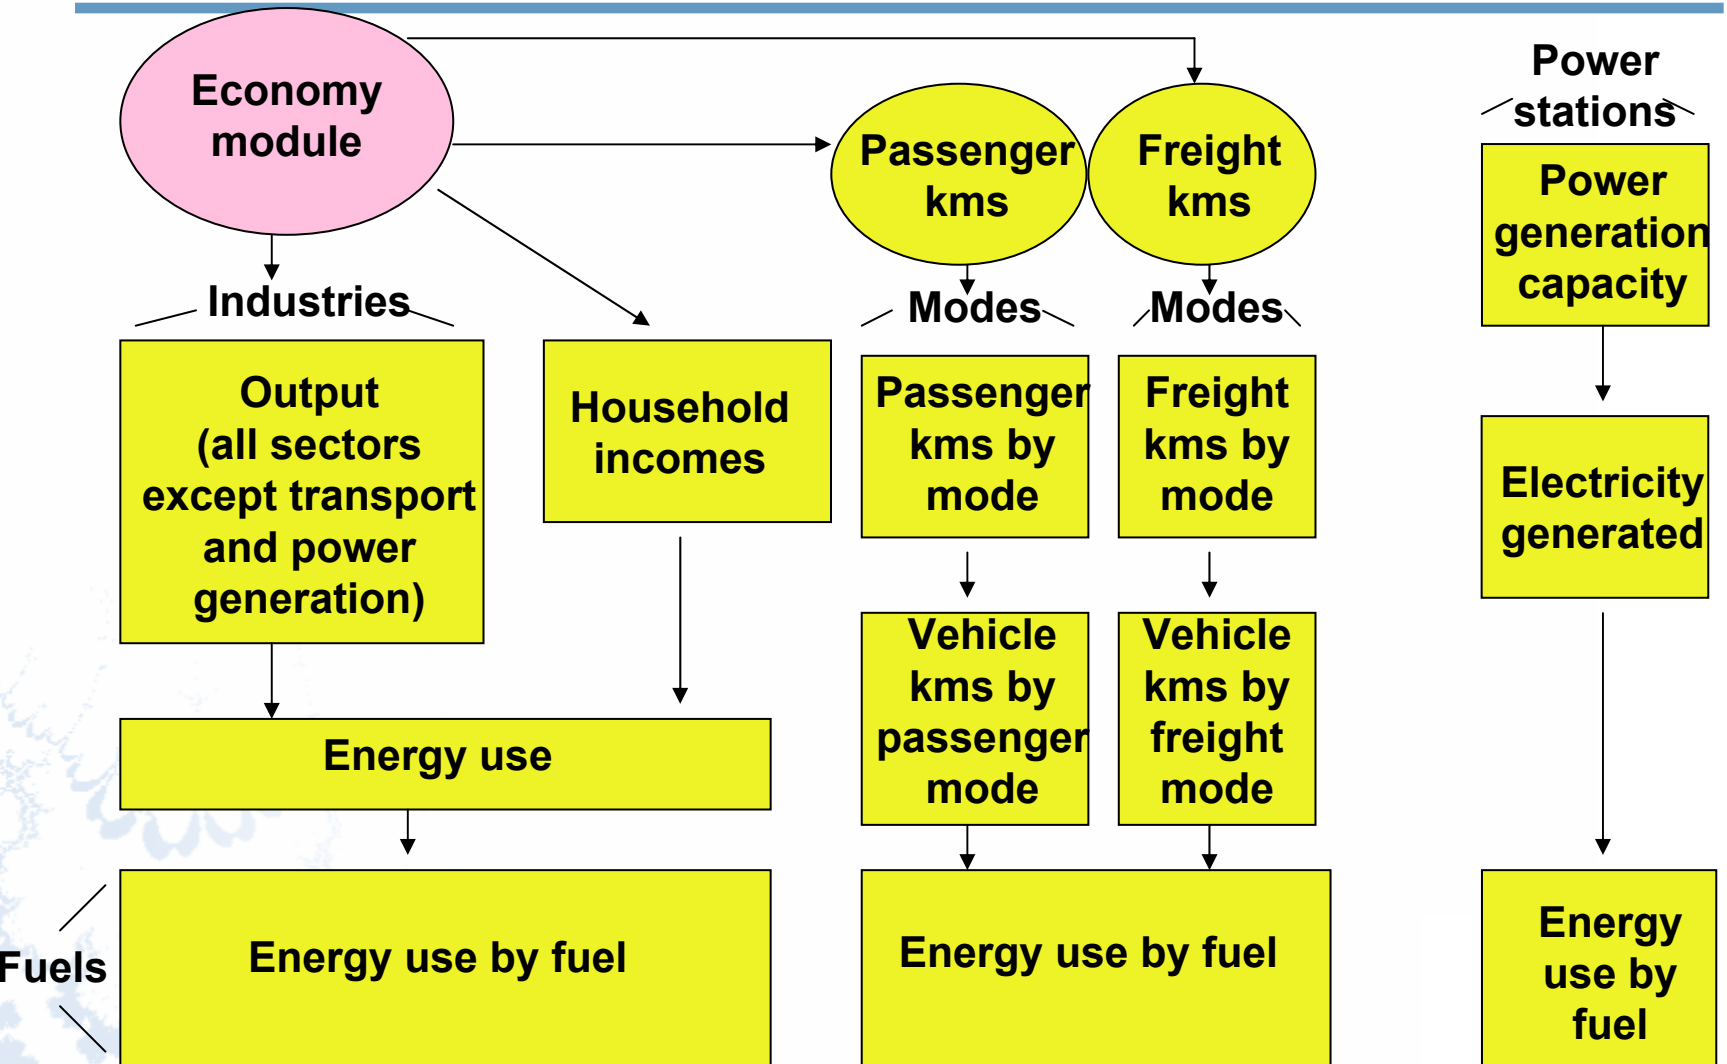 Economy
module
Passenger
kms
Freight
kms
Power
stations
Power
generation
capacity
Industries
Modes
Modes
Output
(all sectors
except transport
and power
generation)
Household
incomes
Passenger
kms by
mode
Freight
kms by
mode
Electricity
generated
Vehicle
kms by
passenger
mode
Vehicle
kms by
freight
mode
Energy use
Fuels
Energy use by fuel
Energy use by fuel
Energy
use by
fuel